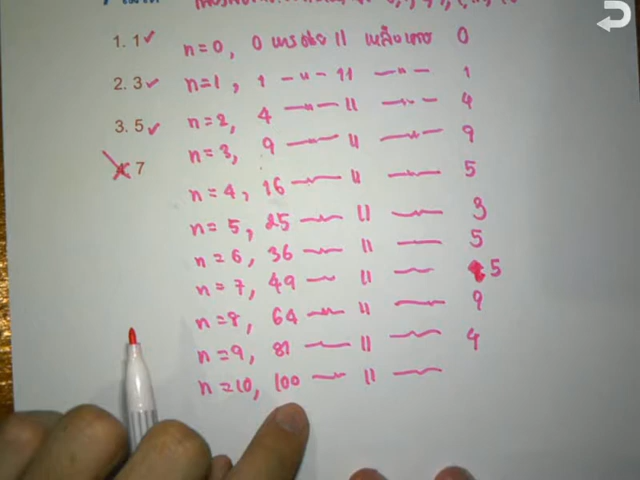 1. 1 ✓
2. 3 ✓
3. 5 ✓
7
n=0, 0 หารด้วย 11 เหลือเศษ 0
n=1, 1 —"— 11 —"— 1
n=2, 4 —"— 11 —"— 4
n=3, 9 —"— 11 —"— 9
n=4, 16 —"— 11 —"— 5
n=5, 25 —"— 11 —"— 3
n=6, 36 —"— 11 —"— 5
n=7, 49 —"— 11 —"— 5
n=8, 64 —"— 11 —"— 9
n=9, 81 —"— 11 —"— 4
n=10, 100 —"— 11 —"—